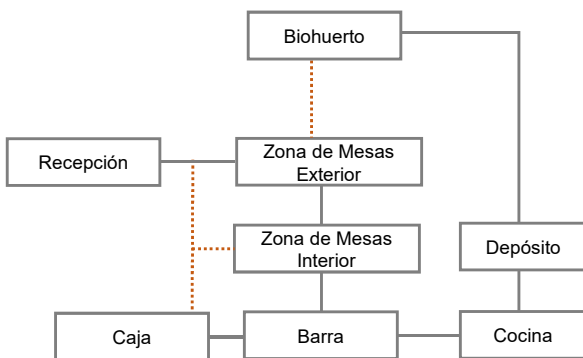 Biohuerto
Recepción
Zona de Mesas
Exterior
Zona de Mesas
Interior
Depósito
Caja
Barra
Cocina